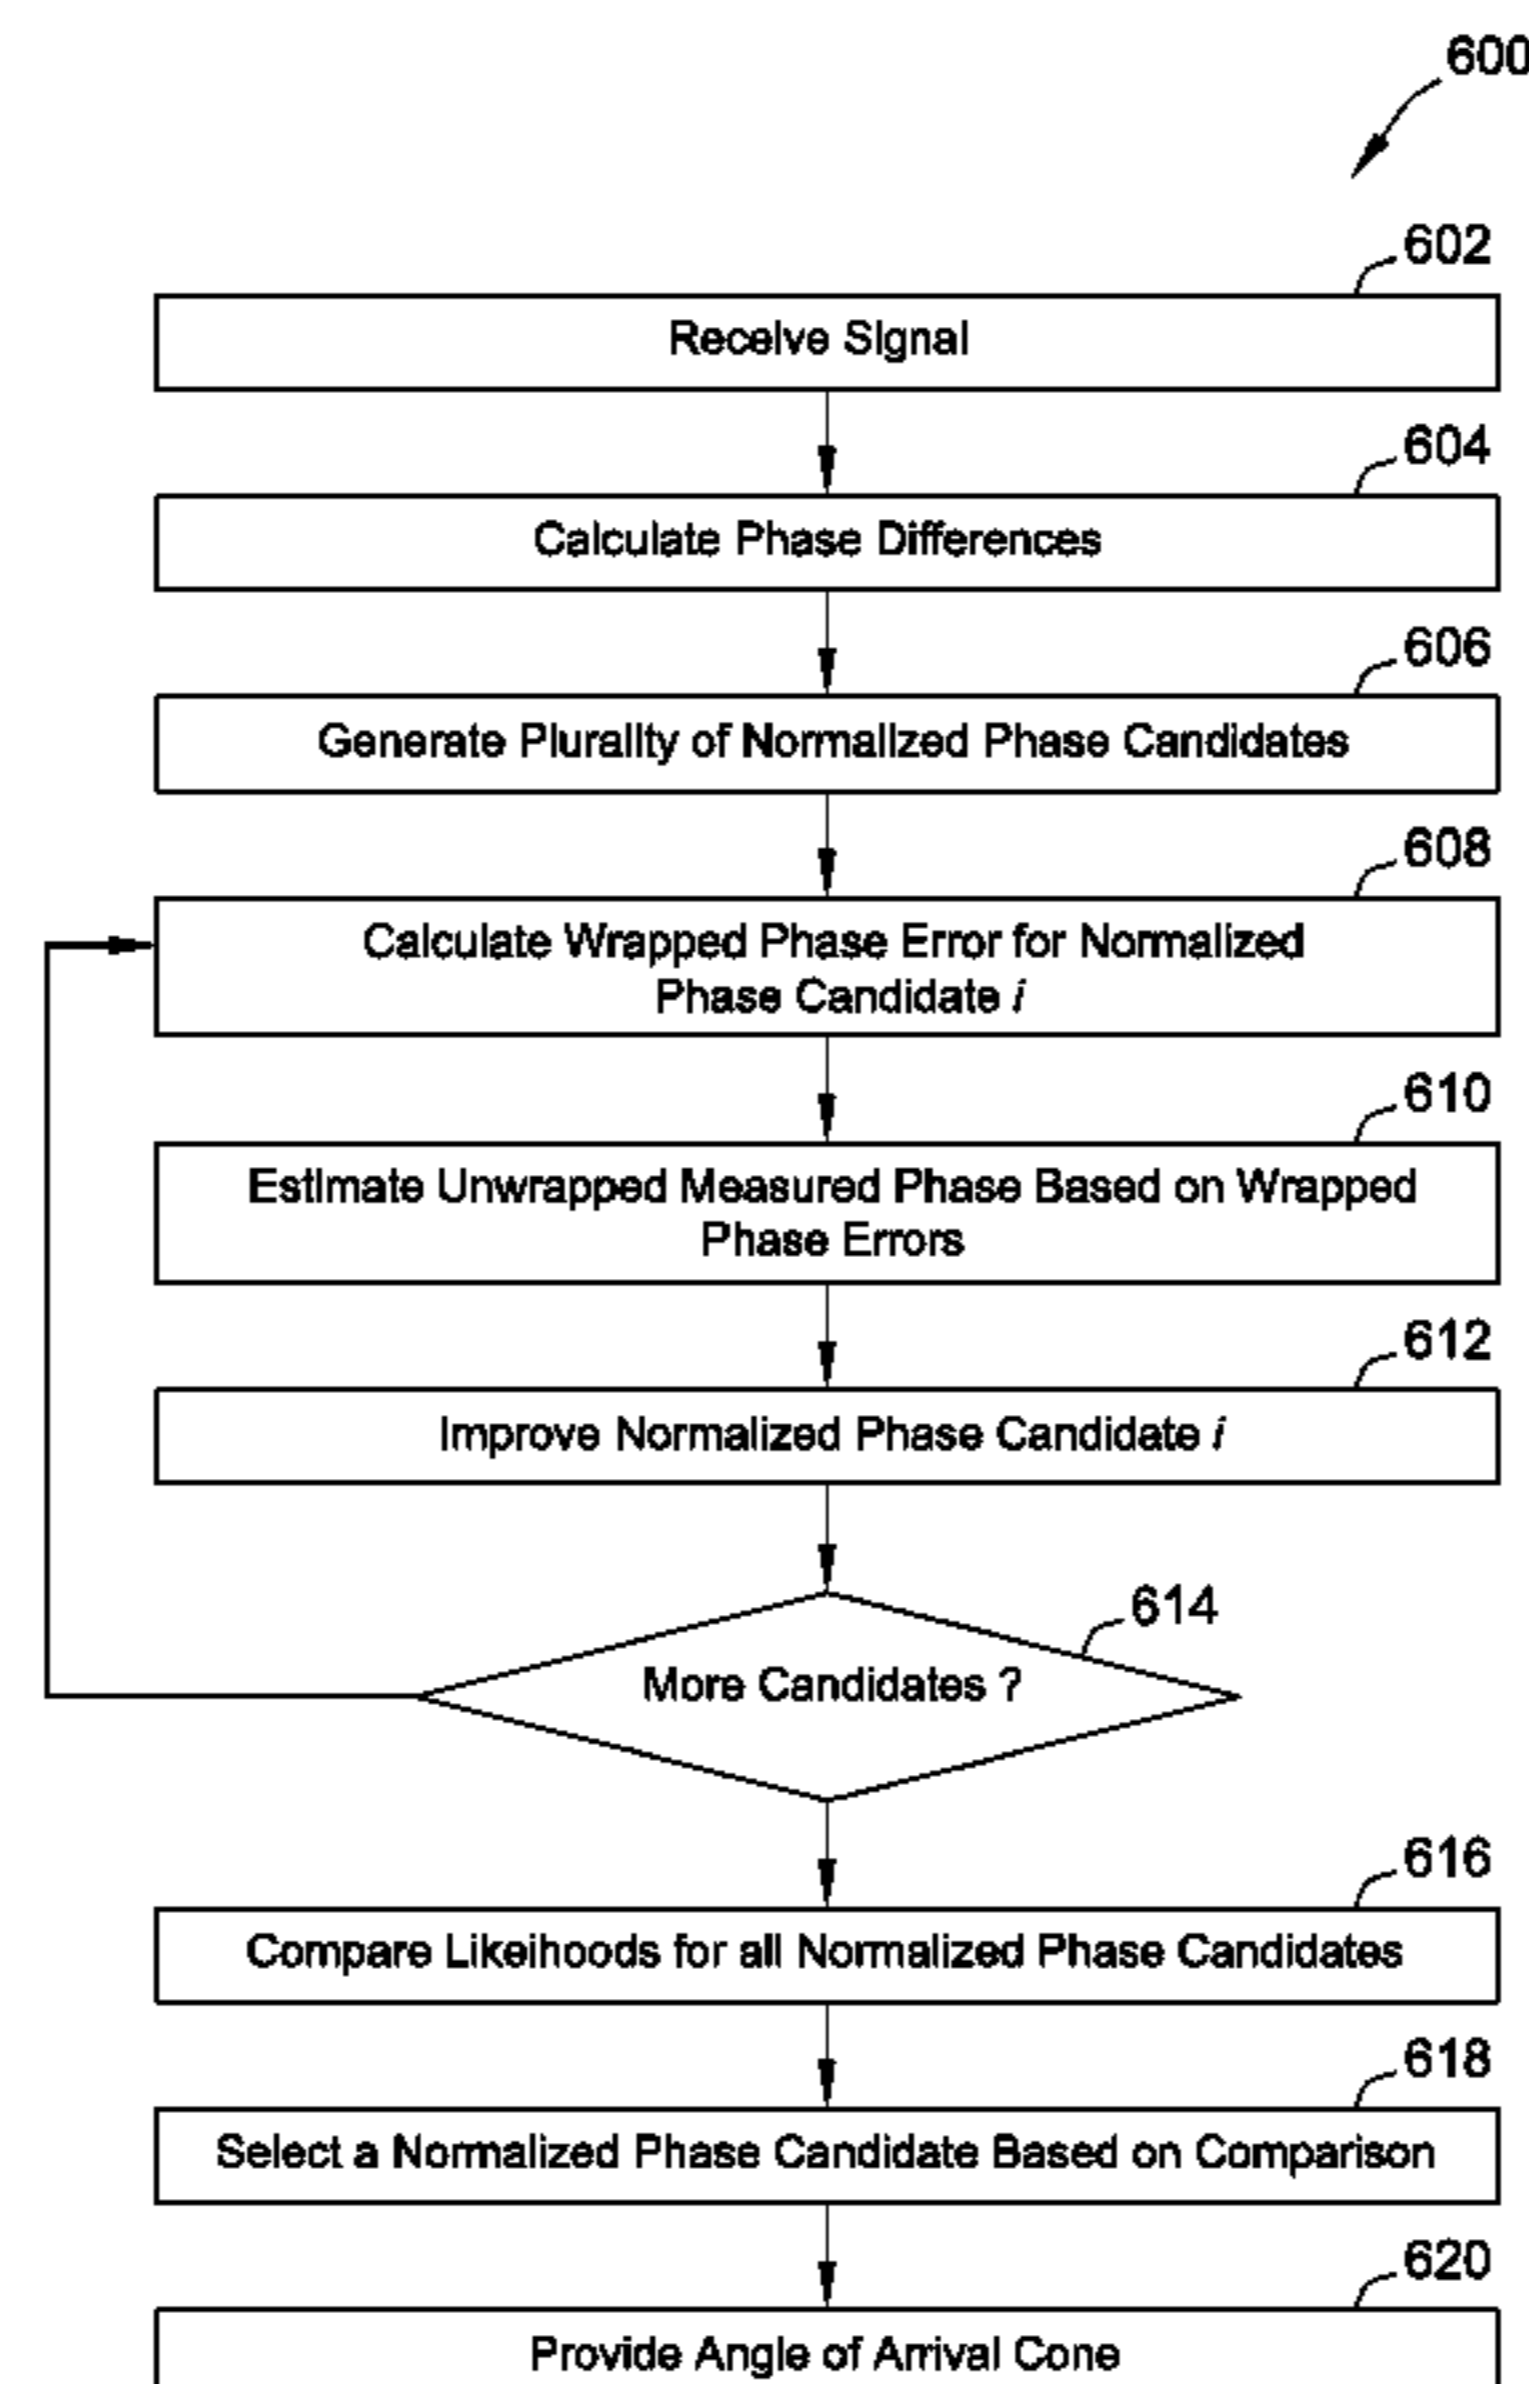 600
602
Receive Signal
604
Calculate Phase Differences
606
Generate Plurality of Normalized Phase Candidates
608
Calculate Wrapped Phase Error for Normalized
Phase Candidate i
610
Estimate Unwrapped Measured Phase Based on Wrapped
Phase Errors
612
Improve Normalized Phase Candidate i
614
More Candidates ?
616
Compare Likeihoods for all Normalized Phase Candidates
618
Select a Normalized Phase Candidate Based on Comparison
620
Provide Angle of Arrival Cone